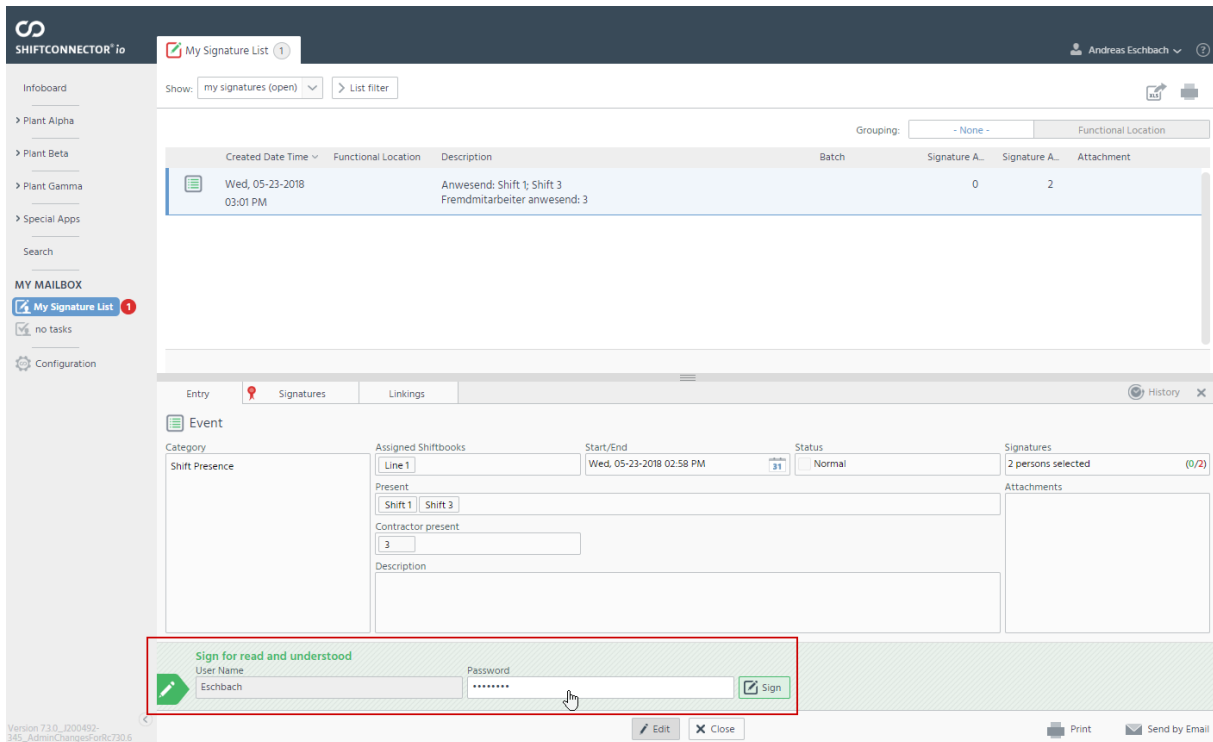 SHIFTCONNECTOR® io
My Signature List 1
Andreas Eschbach
?
Infoboard
Plant Alpha
Plant Beta
Plant Gamma
Special Apps
Search
MY MAILBOX
My Signature List 1
no tasks
Configuration
Show: my signatures (open) List filter
XLS
Grouping: - None - Functional Location
Created Date Time Functional Location Description Batch Signature A... Signature A... Attachment
Wed, 05-23-2018 Anwesend: Shift 1; Shift 3 0 2
03:01 PM Fremdmitarbeiter anwesend: 3
Entry Signatures Linkings History
Event
Category Assigned Shiftbooks Start/End Status Signatures
Shift Presence Line 1 Wed, 05-23-2018 02:58 PM 31 Normal 2 persons selected (0/2)
Present Attachments
Shift 1 Shift 3
Contractor present
3
Description
Sign for read and understood
User Name Password
Eschbach •••••••• Sign
Edit Close Print Send by Email
Version 7.3.0_J200492-
345_AdminChangesForRc730.6